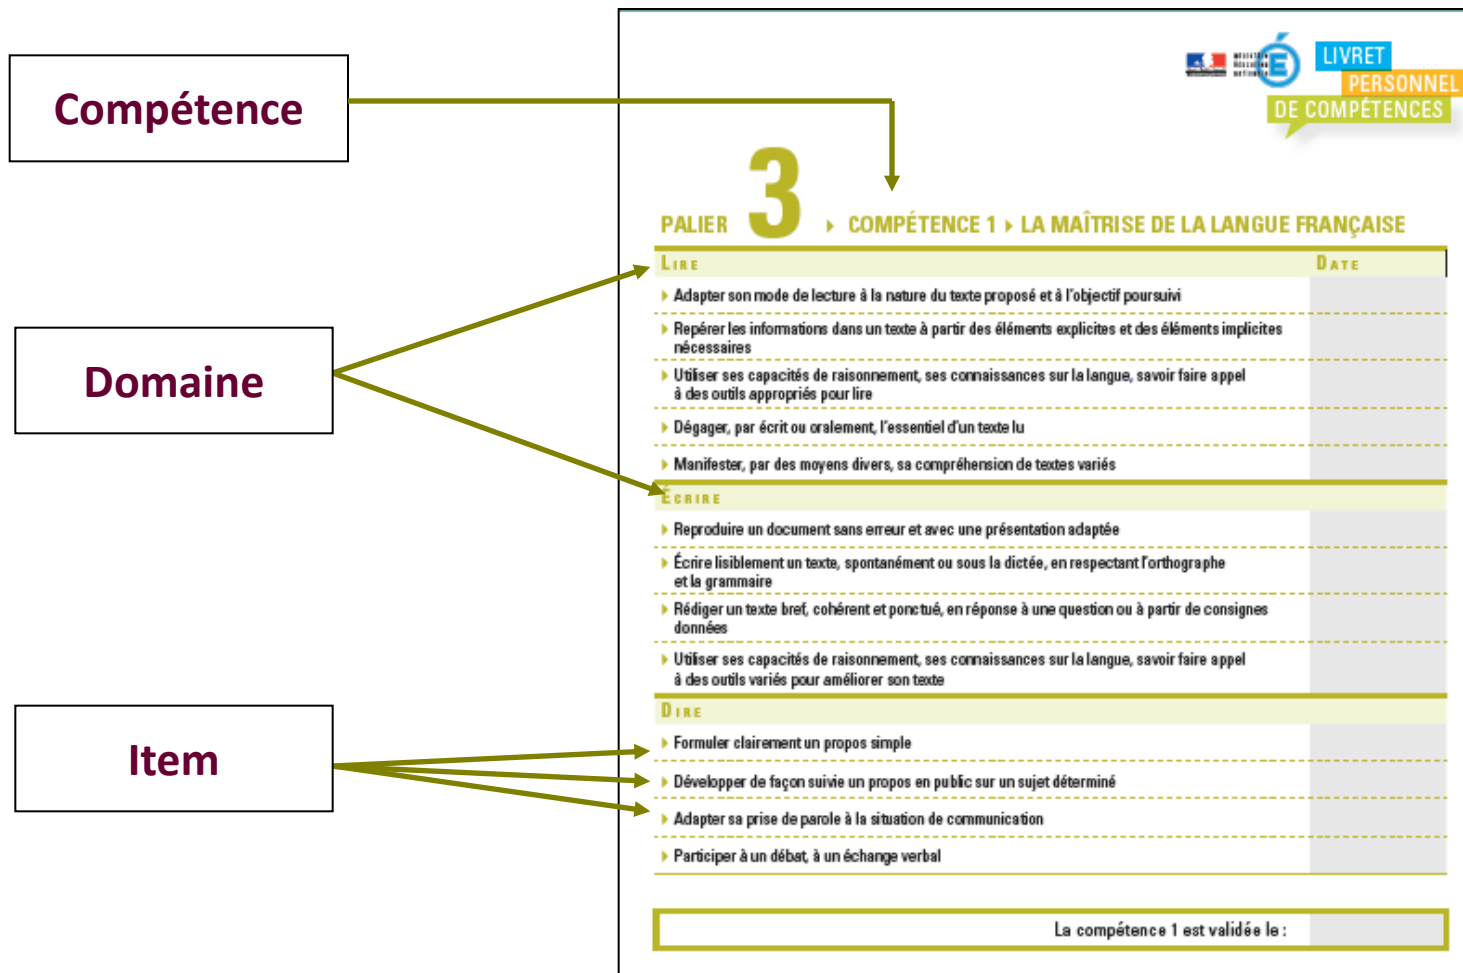 Compétence
Domaine
Item
LIVRET
PERSONNEL
DE COMPÉTENCES
PALIER 3 COMPÉTENCE 1 LA MAÎTRISE DE LA LANGUE FRANÇAISE
LIRE DATE
Adapter son mode de lecture à la nature du texte proposé et à l'objectif poursuivi
Repérer les informations dans un texte à partir des éléments explicites et des éléments implicites
nécessaires
Utiliser ses capacités de raisonnement, ses connaissances sur la langue, savoir faire appel
à des outils appropriés pour lire
Dégager, par écrit ou oralement, l'essentiel d'un texte lu
Manifester, par des moyens divers, sa compréhension de textes variés
ÉCRIRE
Reproduire un document sans erreur et avec une présentation adaptée
Écrire lisiblement un texte, spontanément ou sous la dictée, en respectant l'orthographe
et la grammaire
Rédiger un texte bref, cohérent et ponctué, en réponse à une question ou à partir de consignes
données
Utiliser ses capacités de raisonnement, ses connaissances sur la langue, savoir faire appel
à des outils variés pour améliorer son texte
DIRE
Formuler clairement un propos simple
Développer de façon suivie un propos en public sur un sujet déterminé
Adapter sa prise de parole à la situation de communication
Participer à un débat, à un échange verbal
La compétence 1 est validée le :